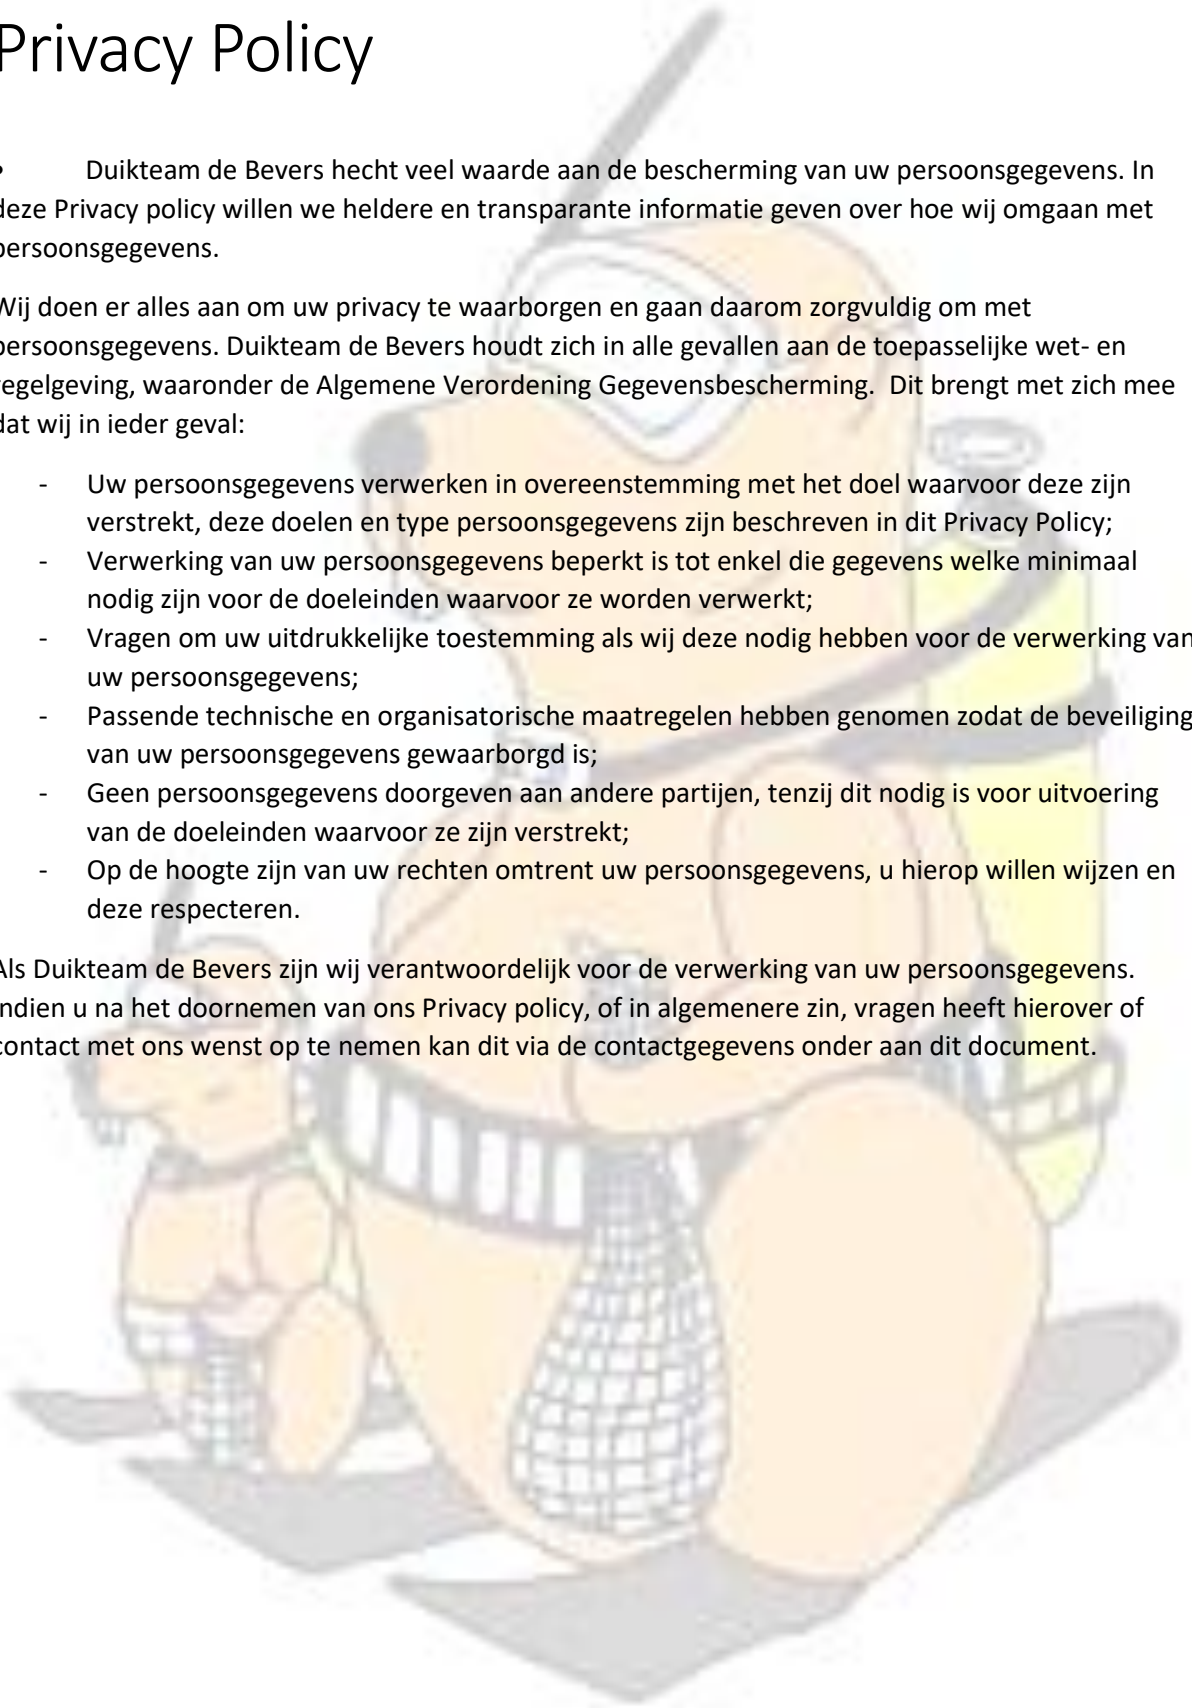 Privacy Policy
• Duikteam de Bevers hecht veel waarde aan de bescherming van uw persoonsgegevens. In
deze Privacy policy willen we heldere en transparante informatie geven over hoe wij omgaan met
persoonsgegevens.
Wij doen er alles aan om uw privacy te waarborgen en gaan daarom zorgvuldig om met
persoonsgegevens. Duikteam de Bevers houdt zich in alle gevallen aan de toepasselijke wet- en
regelgeving, waaronder de Algemene Verordening Gegevensbescherming.  Dit brengt met zich mee
dat wij in ieder geval:
- Uw persoonsgegevens verwerken in overeenstemming met het doel waarvoor deze zijn
verstrekt, deze doelen en type persoonsgegevens zijn beschreven in dit Privacy Policy;
- Verwerking van uw persoonsgegevens beperkt is tot enkel die gegevens welke minimaal
nodig zijn voor de doeleinden waarvoor ze worden verwerkt;
- Vragen om uw uitdrukkelijke toestemming als wij deze nodig hebben voor de verwerking van
uw persoonsgegevens;
- Passende technische en organisatorische maatregelen hebben genomen zodat de beveiliging
van uw persoonsgegevens gewaarborgd is;
- Geen persoonsgegevens doorgeven aan andere partijen, tenzij dit nodig is voor uitvoering
van de doeleinden waarvoor ze zijn verstrekt;
- Op de hoogte zijn van uw rechten omtrent uw persoonsgegevens, u hierop willen wijzen en
deze respecteren.
Als Duikteam de Bevers zijn wij verantwoordelijk voor de verwerking van uw persoonsgegevens.
Indien u na het doornemen van ons Privacy policy, of in algemenere zin, vragen heeft hierover of
contact met ons wenst op te nemen kan dit via de contactgegevens onder aan dit document.